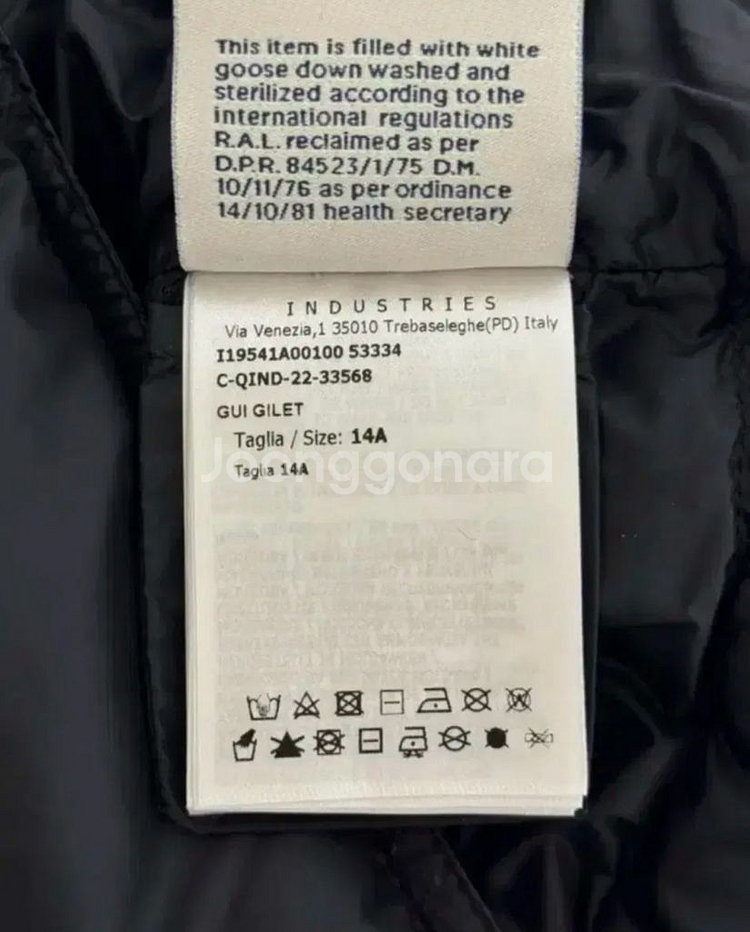 This item is filled with white
goose down washed and
sterilized according to the
international regulations
R.A.L. reclaimed as per
D.P.R. 84523/1/75 D.M.
10/11/76 as per ordinance
14/10/81 health secretary
INDUSTRIES
Via Venezia,1 35010 Trebaseleghe(PD) Italy
I19541A00100 53334
C-QIND-22-33568
GUI GILET
Taglia / Size: 14A
Joonggonara
Taglia 14A